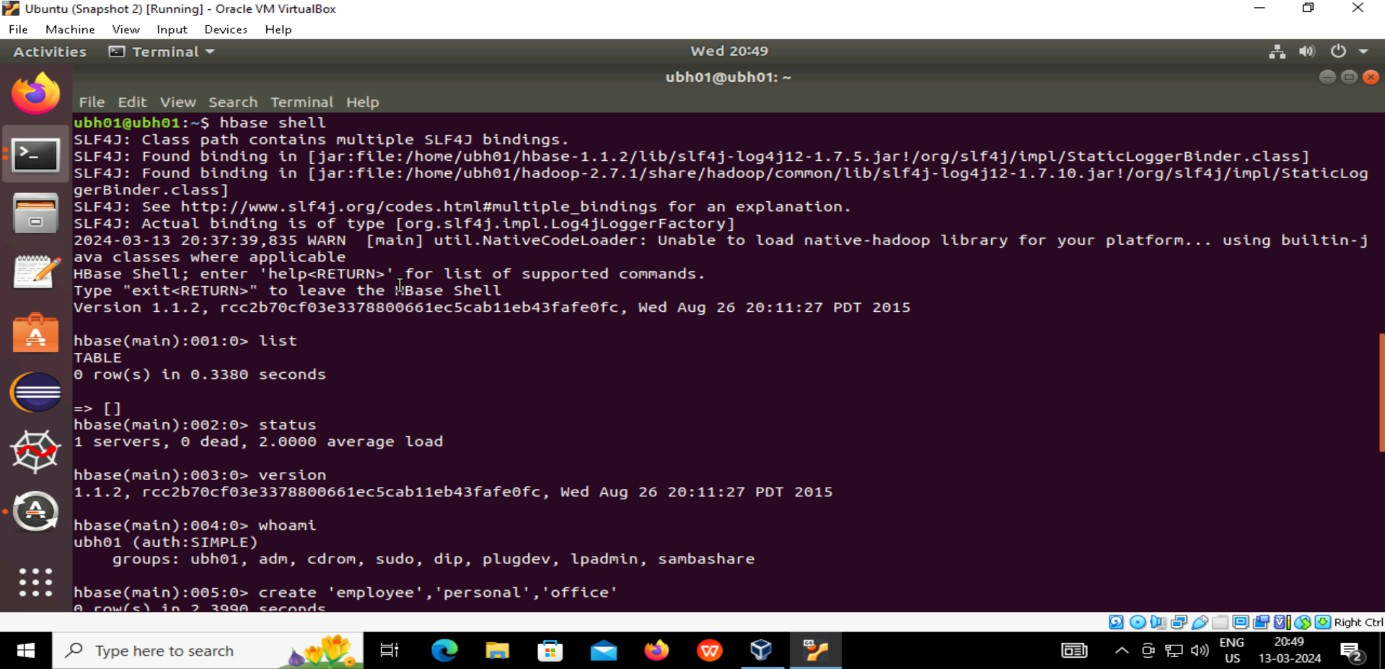 Ubuntu (Snapshot 2) [Running] - Oracle VM VirtualBox
File Machine View Input Devices Help
Activities Terminal Wed 20:49
ubh01@ubh01: ~
File Edit View Search Terminal Help
ubh01@ubh01:~$ hbase shell
SLF4J: Class path contains multiple SLF4J bindings.
SLF4J: Found binding in [jar:file:/home/ubh01/hbase-1.1.2/lib/slf4j-log4j12-1.7.5.jar!/org/slf4j/impl/StaticLoggerBinder.class]
SLF4J: Found binding in [jar:file:/home/ubh01/hadoop-2.7.1/share/hadoop/common/lib/slf4j-log4j12-1.7.10.jar!/org/slf4j/impl/StaticLog
gerBinder.class]
SLF4J: See http://www.slf4j.org/codes.html#multiple_bindings for an explanation.
SLF4J: Actual binding is of type [org.slf4j.impl.Log4jLoggerFactory]
2024-03-13 20:37:39,835 WARN  [main] util.NativeCodeLoader: Unable to load native-hadoop library for your platform... using builtin-j
ava classes where applicable
HBase Shell; enter 'help<RETURN>' for list of supported commands.
Type "exit<RETURN>" to leave the HBase Shell
Version 1.1.2, rcc2b70cf03e3378800661ec5cab11eb43fafe0fc, Wed Aug 26 20:11:27 PDT 2015
hbase(main):001:0> list
TABLE
0 row(s) in 0.3380 seconds
=> []
hbase(main):002:0> status
1 servers, 0 dead, 2.0000 average load
hbase(main):003:0> version
1.1.2, rcc2b70cf03e3378800661ec5cab11eb43fafe0fc, Wed Aug 26 20:11:27 PDT 2015
hbase(main):004:0> whoami
ubh01 (auth:SIMPLE)
groups: ubh01, adm, cdrom, sudo, dip, plugdev, lpadmin, sambashare
hbase(main):005:0> create 'employee','personal','office'
0 row(s) in 2.3990 seconds
Right Ctrl
Type here to search
ENG
US
20:49
13-03-2024
2